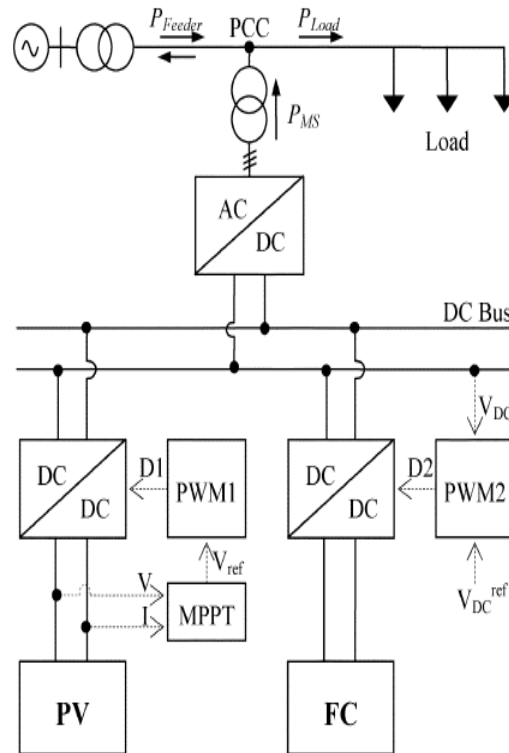 P_Feeder
PCC
P_Load
P_MS
Load
AC
DC
DC Bus
V_DC
DC
DC
D1
PWM1
DC
DC
D2
PWM2
V_ref
V
I
MPPT
V_DC^ref
PV
FC